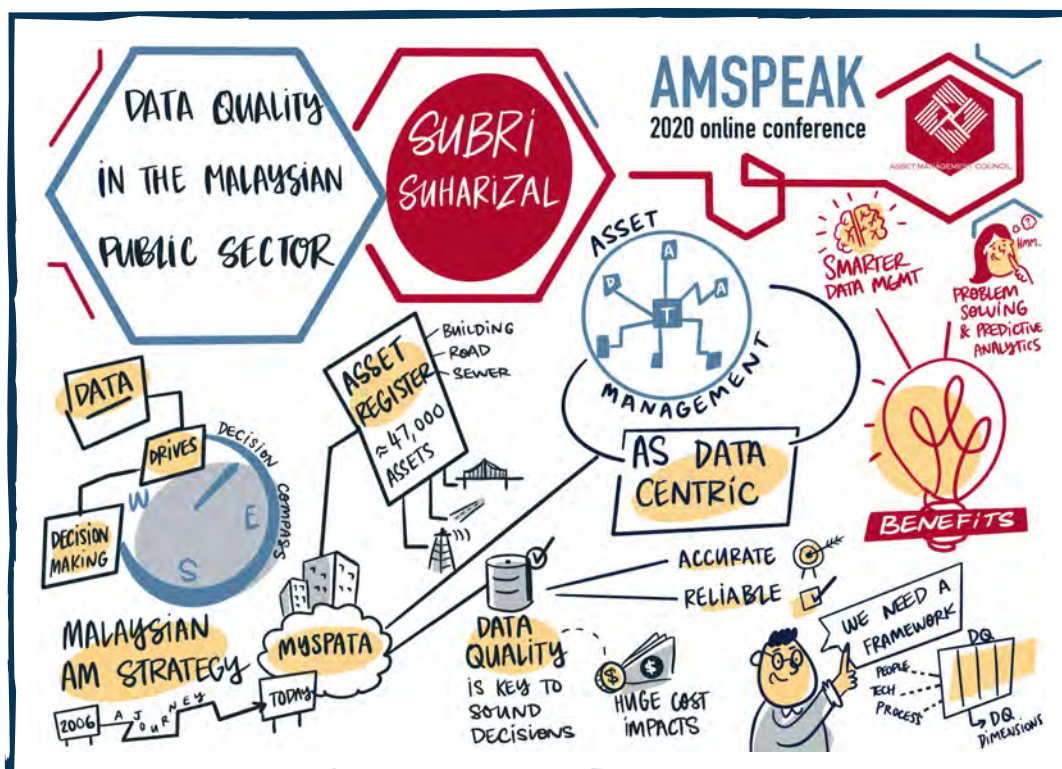 DATA QUALITY
IN THE MALAYSIAN
PUBLIC SECTOR
SUBRI
SUHARIZAL
AMSPEAK
2020 online conference
ASSET MANAGEMENT COUNCIL
SMARTER
DATA MGMT
?
HMM..
PROBLEM
SOLVING
& PREDICTIVE
ANALYTICS
BENEFITS
ASSET
D A A
T A
MANAGEMENT
AS DATA
CENTRIC
ASSET
REGISTER
≈47,000
ASSETS
BUILDING
ROAD
SEWER
DATA
DRIVES
DECISION
MAKING
DECISION
COMPASS
W
E
S
MALAYSIAN
AM STRATEGY
2006
A JOURNEY
TODAY
MYSPATA
DATA
QUALITY
IS KEY TO
SOUND
DECISIONS
ACCURATE
RELIABLE
$
$
HUGE COST
IMPACTS
WE NEED A
FRAMEWORK
PEOPLE
TECH
PROCESS
DQ
DQ
DIMENSIONS